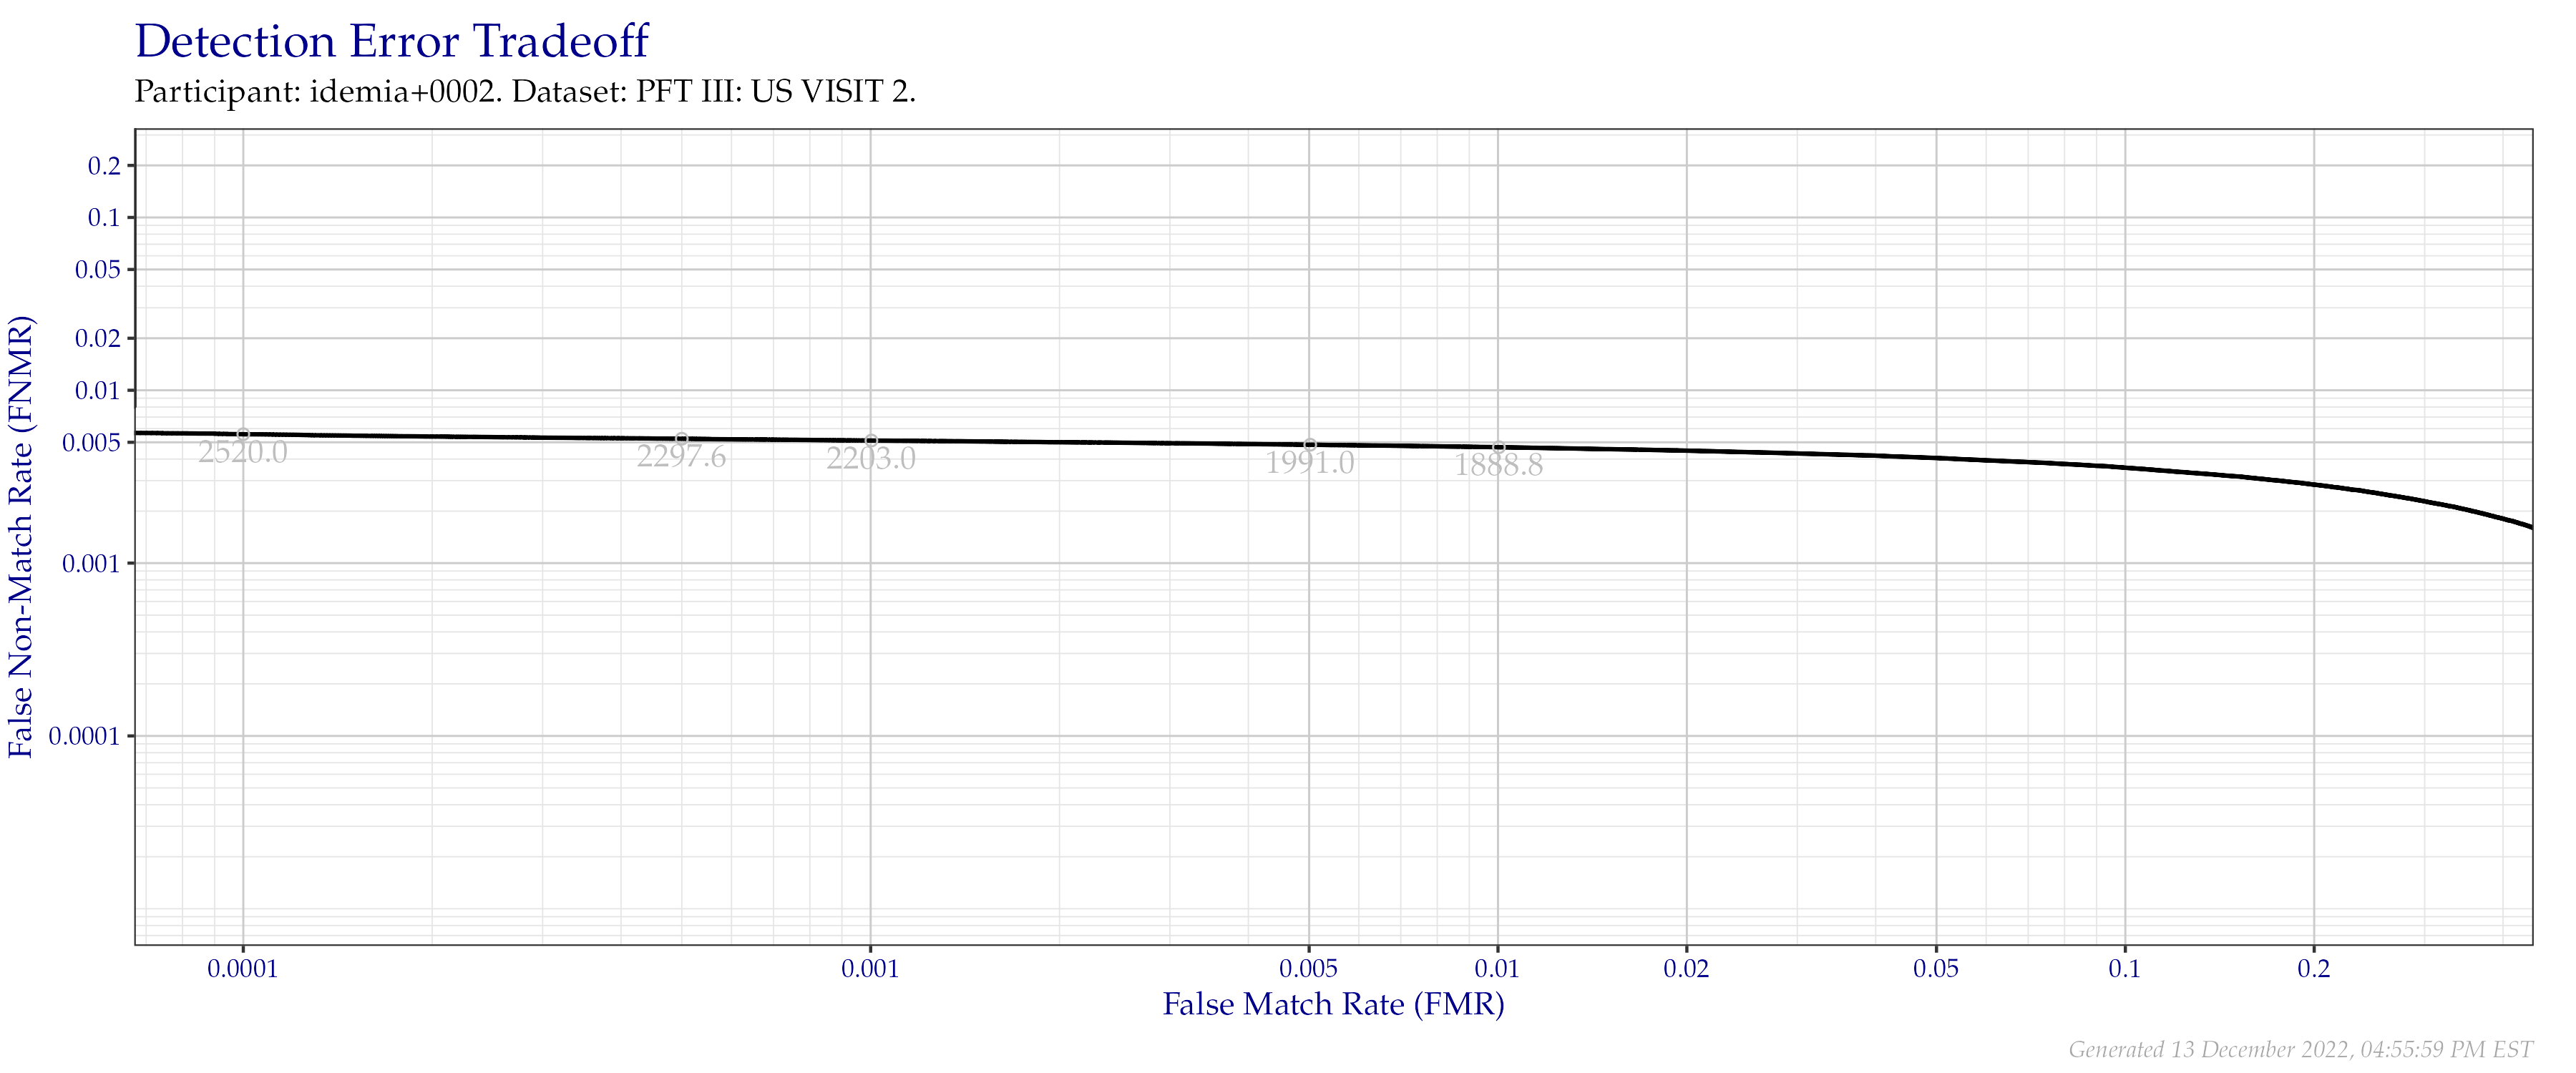 Detection Error Tradeoff
Participant: idemia+0002. Dataset: PFT III: US VISIT 2.
False Non-Match Rate (FNMR)
0.2
0.1
0.05
0.02
0.01
0.005
0.001
0.0001
2520.0 2297.6 2203.0 1991.0 1888.8
0.0001 0.001 0.005 0.01 0.02 0.05 0.1 0.2
False Match Rate (FMR)
Generated 13 December 2022, 04:55:59 PM EST